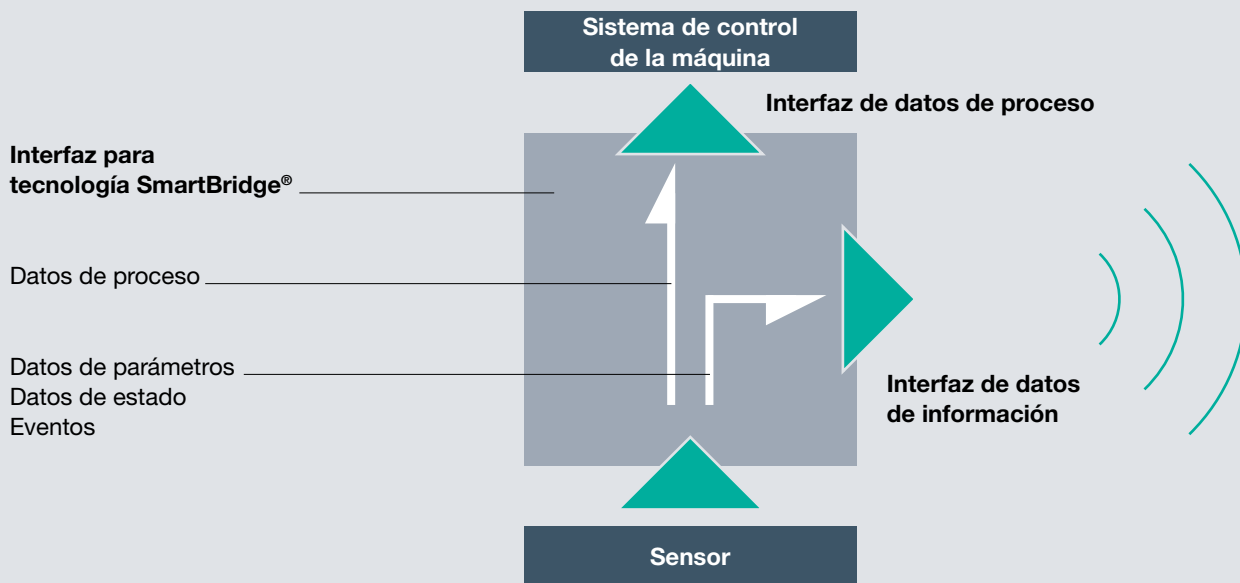 Sistema de control
de la máquina
Interfaz de datos de proceso
Interfaz para
tecnología SmartBridge®
Datos de proceso
Datos de parámetros
Datos de estado
Eventos
Interfaz de datos
de información
Sensor